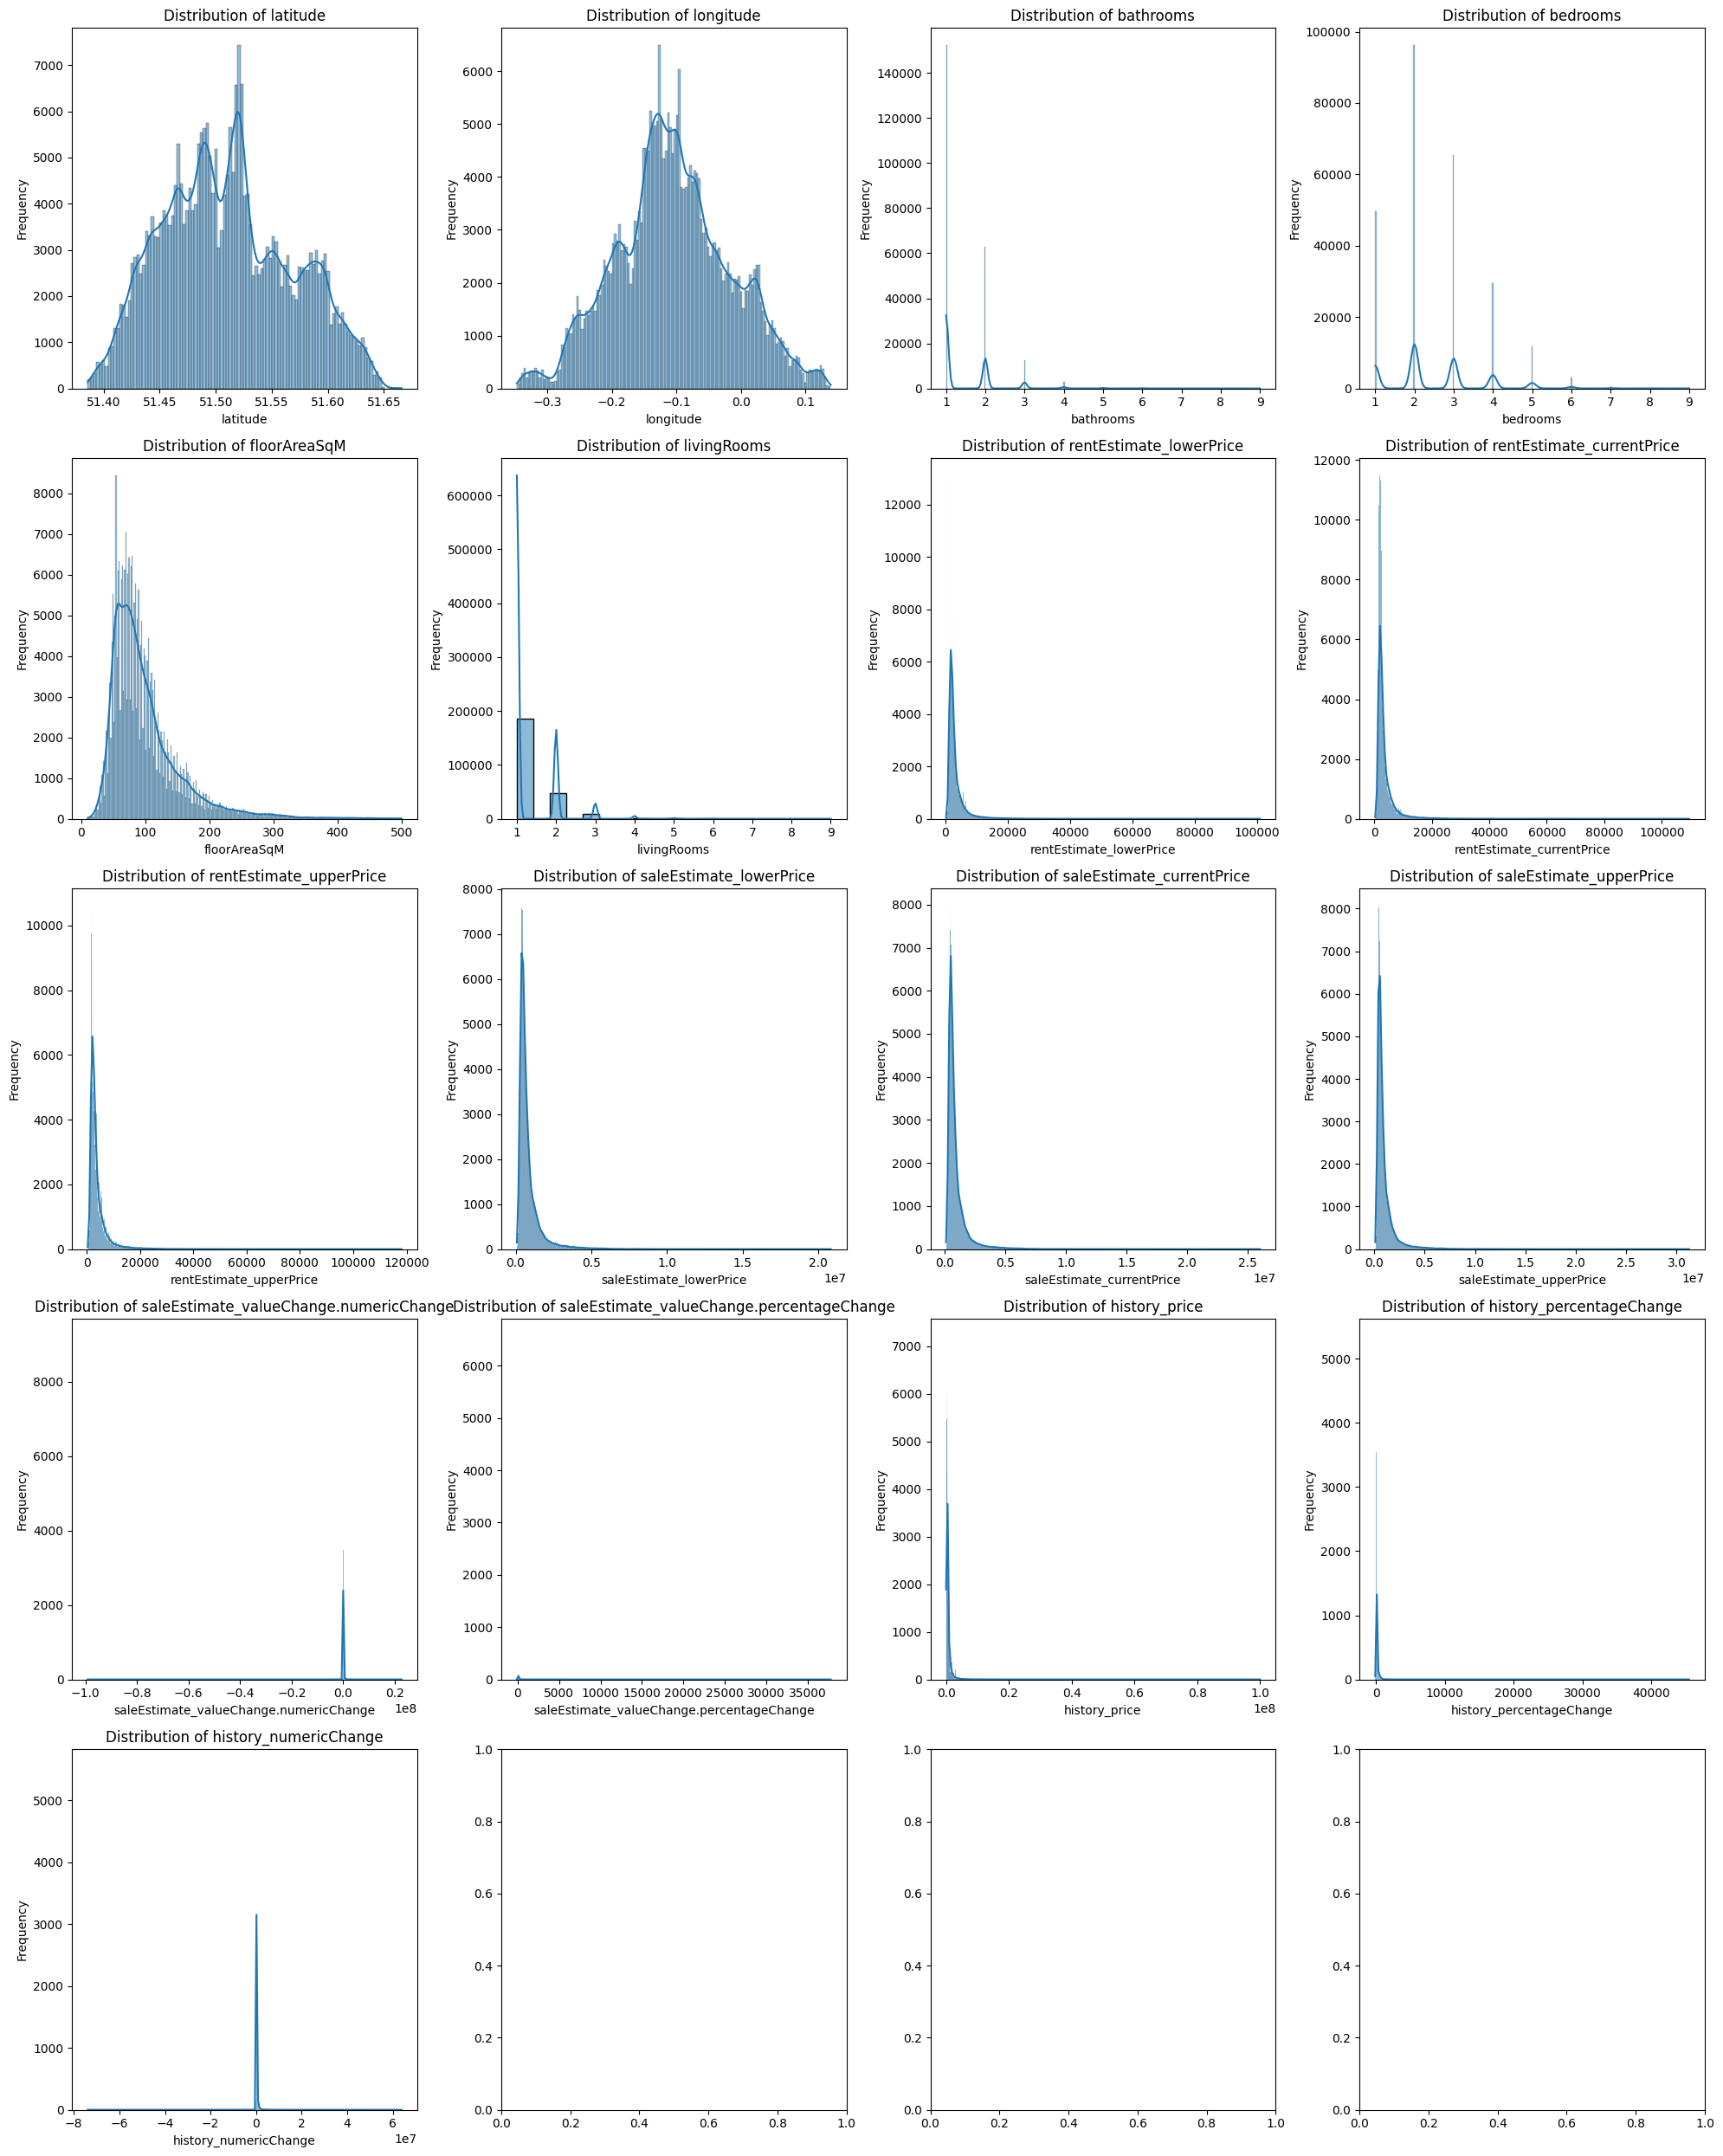 Distribution of latitude
7000
6000
5000
4000
3000
2000
1000
0
Frequency
51.40 51.45 51.50 51.55 51.60 51.65
latitude
Distribution of longitude
6000
5000
4000
3000
2000
1000
0
Frequency
−0.3 −0.2 −0.1 0.0 0.1
longitude
Distribution of bathrooms
140000
120000
100000
80000
60000
40000
20000
0
Frequency
1 2 3 4 5 6 7 8 9
bathrooms
Distribution of bedrooms
100000
80000
60000
40000
20000
0
Frequency
1 2 3 4 5 6 7 8 9
bedrooms
Distribution of floorAreaSqM
8000
7000
6000
5000
4000
3000
2000
1000
0
Frequency
0 100 200 300 400 500
floorAreaSqM
Distribution of livingRooms
600000
500000
400000
300000
200000
100000
0
Frequency
1 2 3 4 5 6 7 8 9
livingRooms
Distribution of rentEstimate_lowerPrice
12000
10000
8000
6000
4000
2000
0
Frequency
0 20000 40000 60000 80000 100000
rentEstimate_lowerPrice
Distribution of rentEstimate_currentPrice
12000
10000
8000
6000
4000
2000
0
Frequency
0 20000 40000 60000 80000 100000
rentEstimate_currentPrice
Distribution of rentEstimate_upperPrice
10000
8000
6000
4000
2000
0
Frequency
0 20000 40000 60000 80000 100000 120000
rentEstimate_upperPrice
Distribution of saleEstimate_lowerPrice
8000
7000
6000
5000
4000
3000
2000
1000
0
Frequency
0.0 0.5 1.0 1.5 2.0
1e7
saleEstimate_lowerPrice
Distribution of saleEstimate_currentPrice
8000
7000
6000
5000
4000
3000
2000
1000
0
Frequency
0.0 0.5 1.0 1.5 2.0 2.5
1e7
saleEstimate_currentPrice
Distribution of saleEstimate_upperPrice
8000
7000
6000
5000
4000
3000
2000
1000
0
Frequency
0.0 0.5 1.0 1.5 2.0 2.5 3.0
1e7
saleEstimate_upperPrice
Distribution of saleEstimate_valueChange.numericChange
8000
6000
4000
2000
0
Frequency
−1.0 −0.8 −0.6 −0.4 −0.2 0.0 0.2
1e8
saleEstimate_valueChange.numericChange
Distribution of saleEstimate_valueChange.percentageChange
6000
5000
4000
3000
2000
1000
0
Frequency
0 5000 10000 15000 20000 25000 30000 35000
saleEstimate_valueChange.percentageChange
Distribution of history_price
7000
6000
5000
4000
3000
2000
1000
0
Frequency
0.0 0.2 0.4 0.6 0.8 1.0
1e8
history_price
Distribution of history_percentageChange
5000
4000
3000
2000
1000
0
Frequency
0 10000 20000 30000 40000
history_percentageChange
Distribution of history_numericChange
5000
4000
3000
2000
1000
0
Frequency
−8 −6 −4 −2 0 2 4 6
1e7
history_numericChange
1.0
0.8
0.6
0.4
0.2
0.0
0.0 0.2 0.4 0.6 0.8 1.0
1.0
0.8
0.6
0.4
0.2
0.0
0.0 0.2 0.4 0.6 0.8 1.0
1.0
0.8
0.6
0.4
0.2
0.0
0.0 0.2 0.4 0.6 0.8 1.0